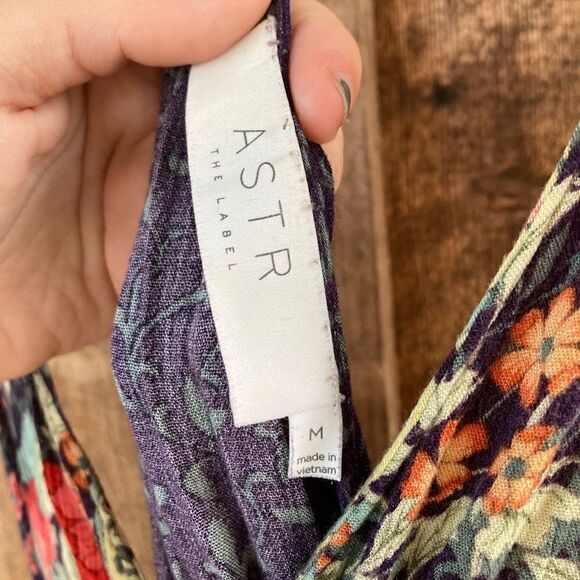 ASTR
THE LABEL
M
made in
vietnam